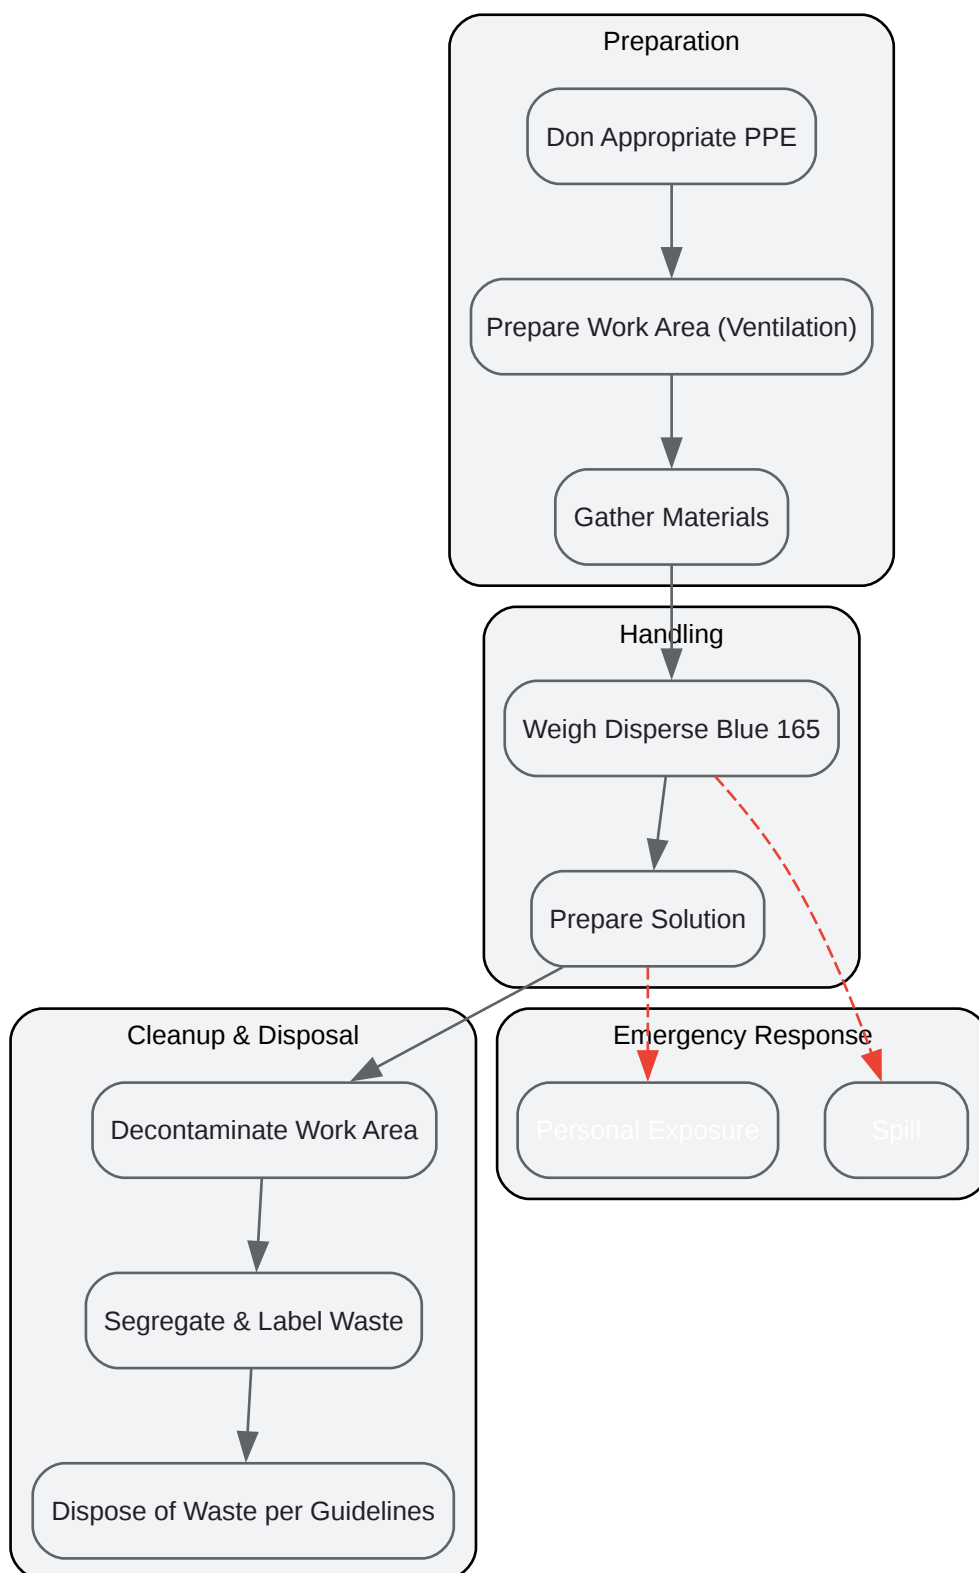 Preparation
Don Appropriate PPE
Prepare Work Area (Ventilation)
Gather Materials
Handling
Weigh Disperse Blue 165
Prepare Solution
Cleanup & Disposal
Emergency Response
Decontaminate Work Area
Personal Exposure
Spill
Segregate & Label Waste
Dispose of Waste per Guidelines